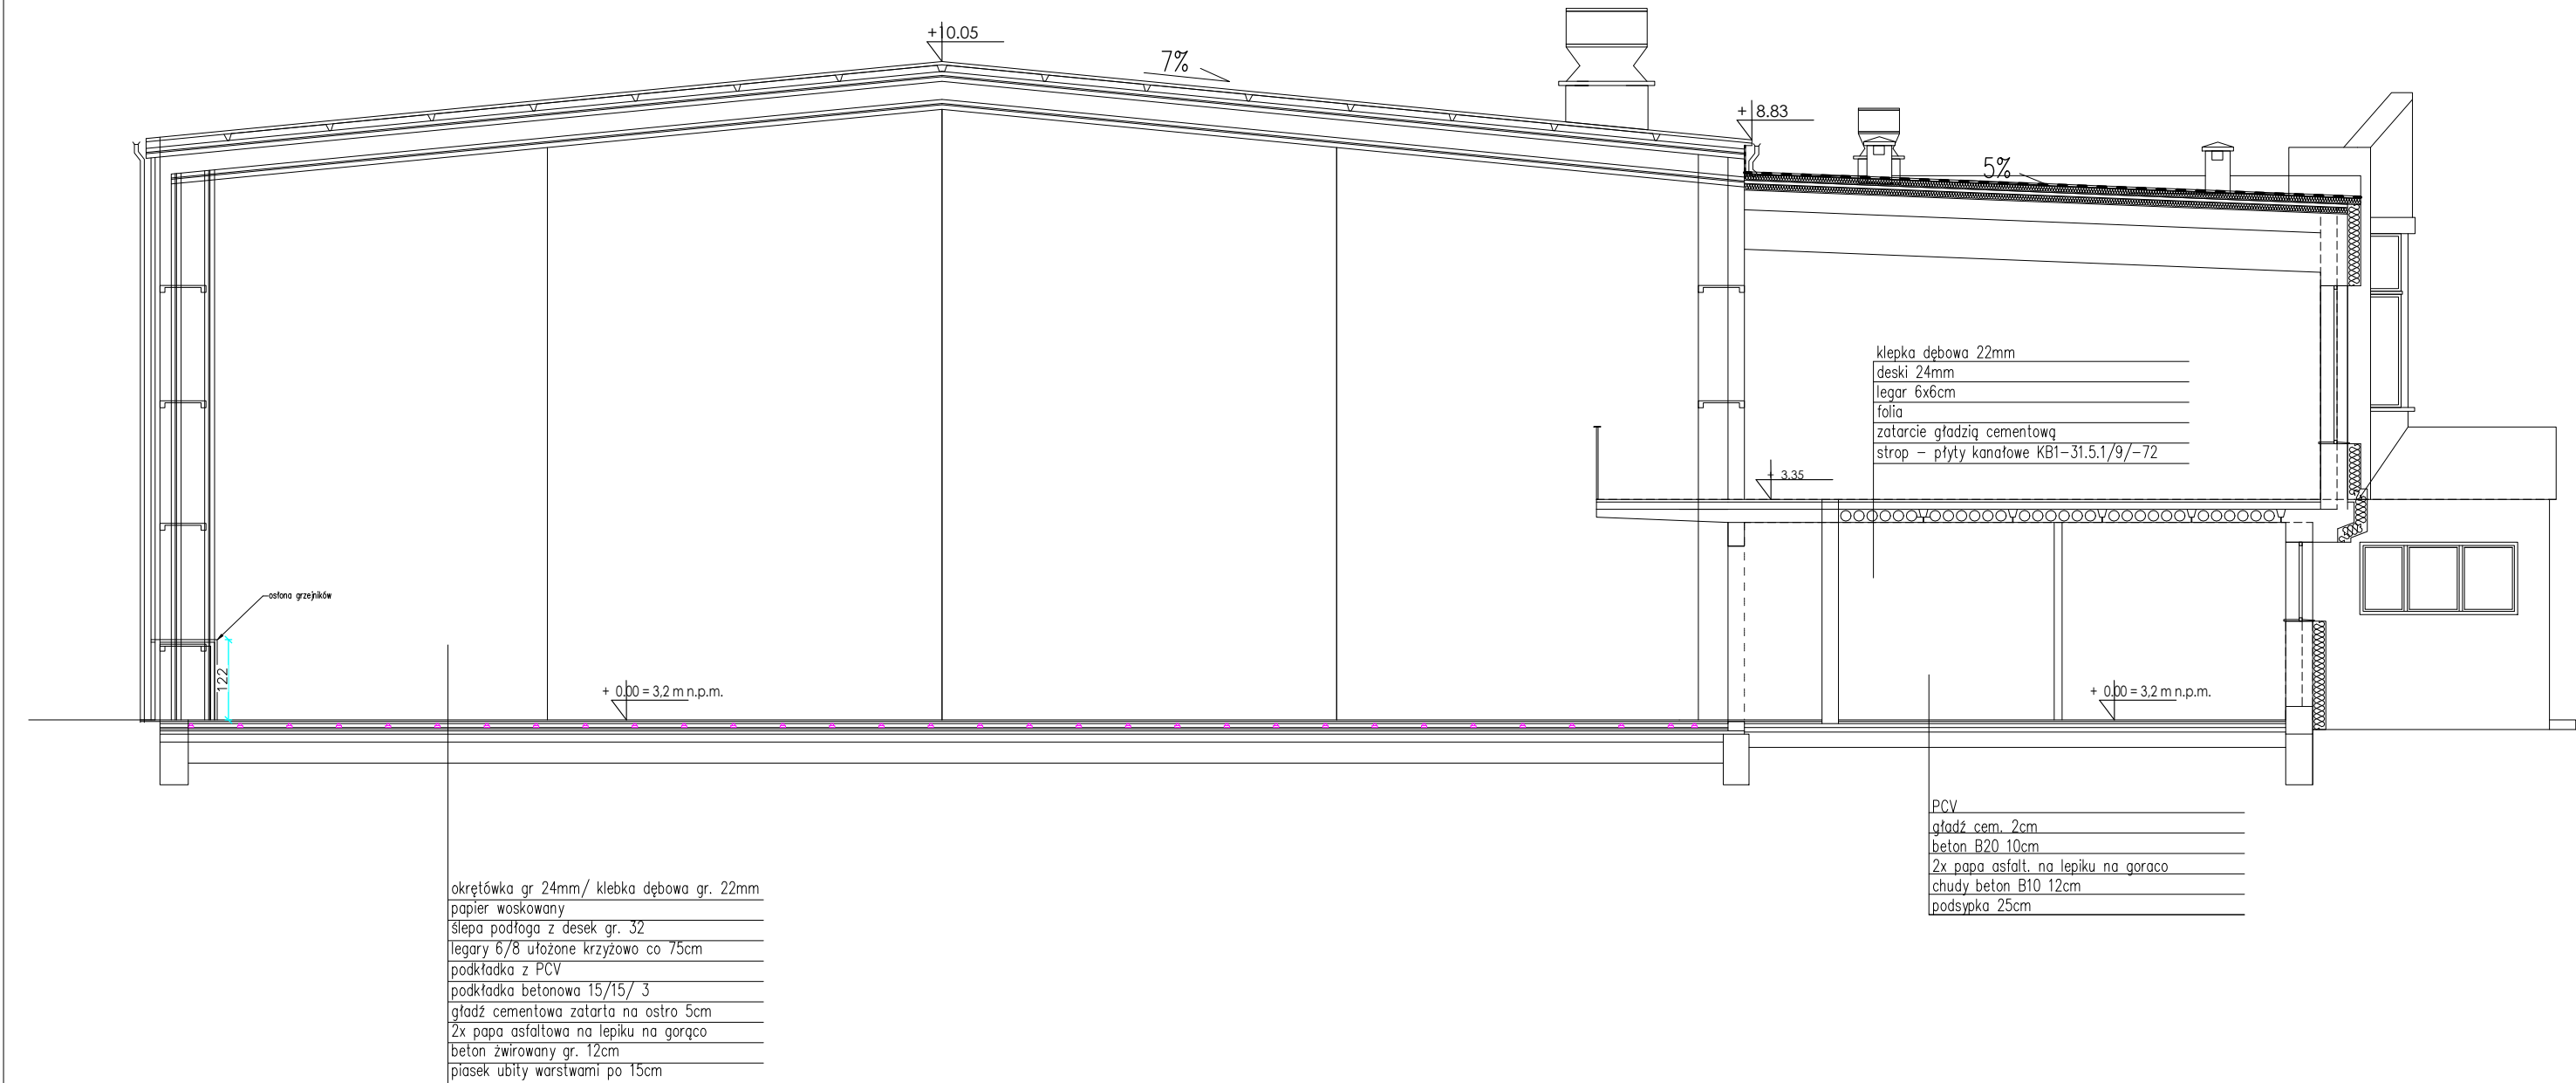 +10.05
7%
+ 8.83
5%
klepka dębowa 22mm
deski 24mm
legar 6x6cm
folia
zatarcie gładzią cementową
strop – płyty kanałowe KB1–31.5.1/9/–72
+ 3.35
osłona grzejników
122
+ 0.00 = 3,2 m n.p.m.
+ 0.00 = 3,2 m n.p.m.
PCV
gładź cem. 2cm
beton B20 10cm
2x papa asfalt. na lepiku na goraco
chudy beton B10 12cm
podsypka 25cm
okrętówka gr 24mm/ klebka dębowa gr. 22mm
papier woskowany
ślepa podłoga z desek gr. 32
legary 6/8 ułożone krzyżowo co 75cm
podkładka z PCV
podkładka betonowa 15/15/ 3
gładź cementowa zatarta na ostro 5cm
2x papa asfaltowa na lepiku na gorąco
beton żwirowany gr. 12cm
piasek ubity warstwami po 15cm